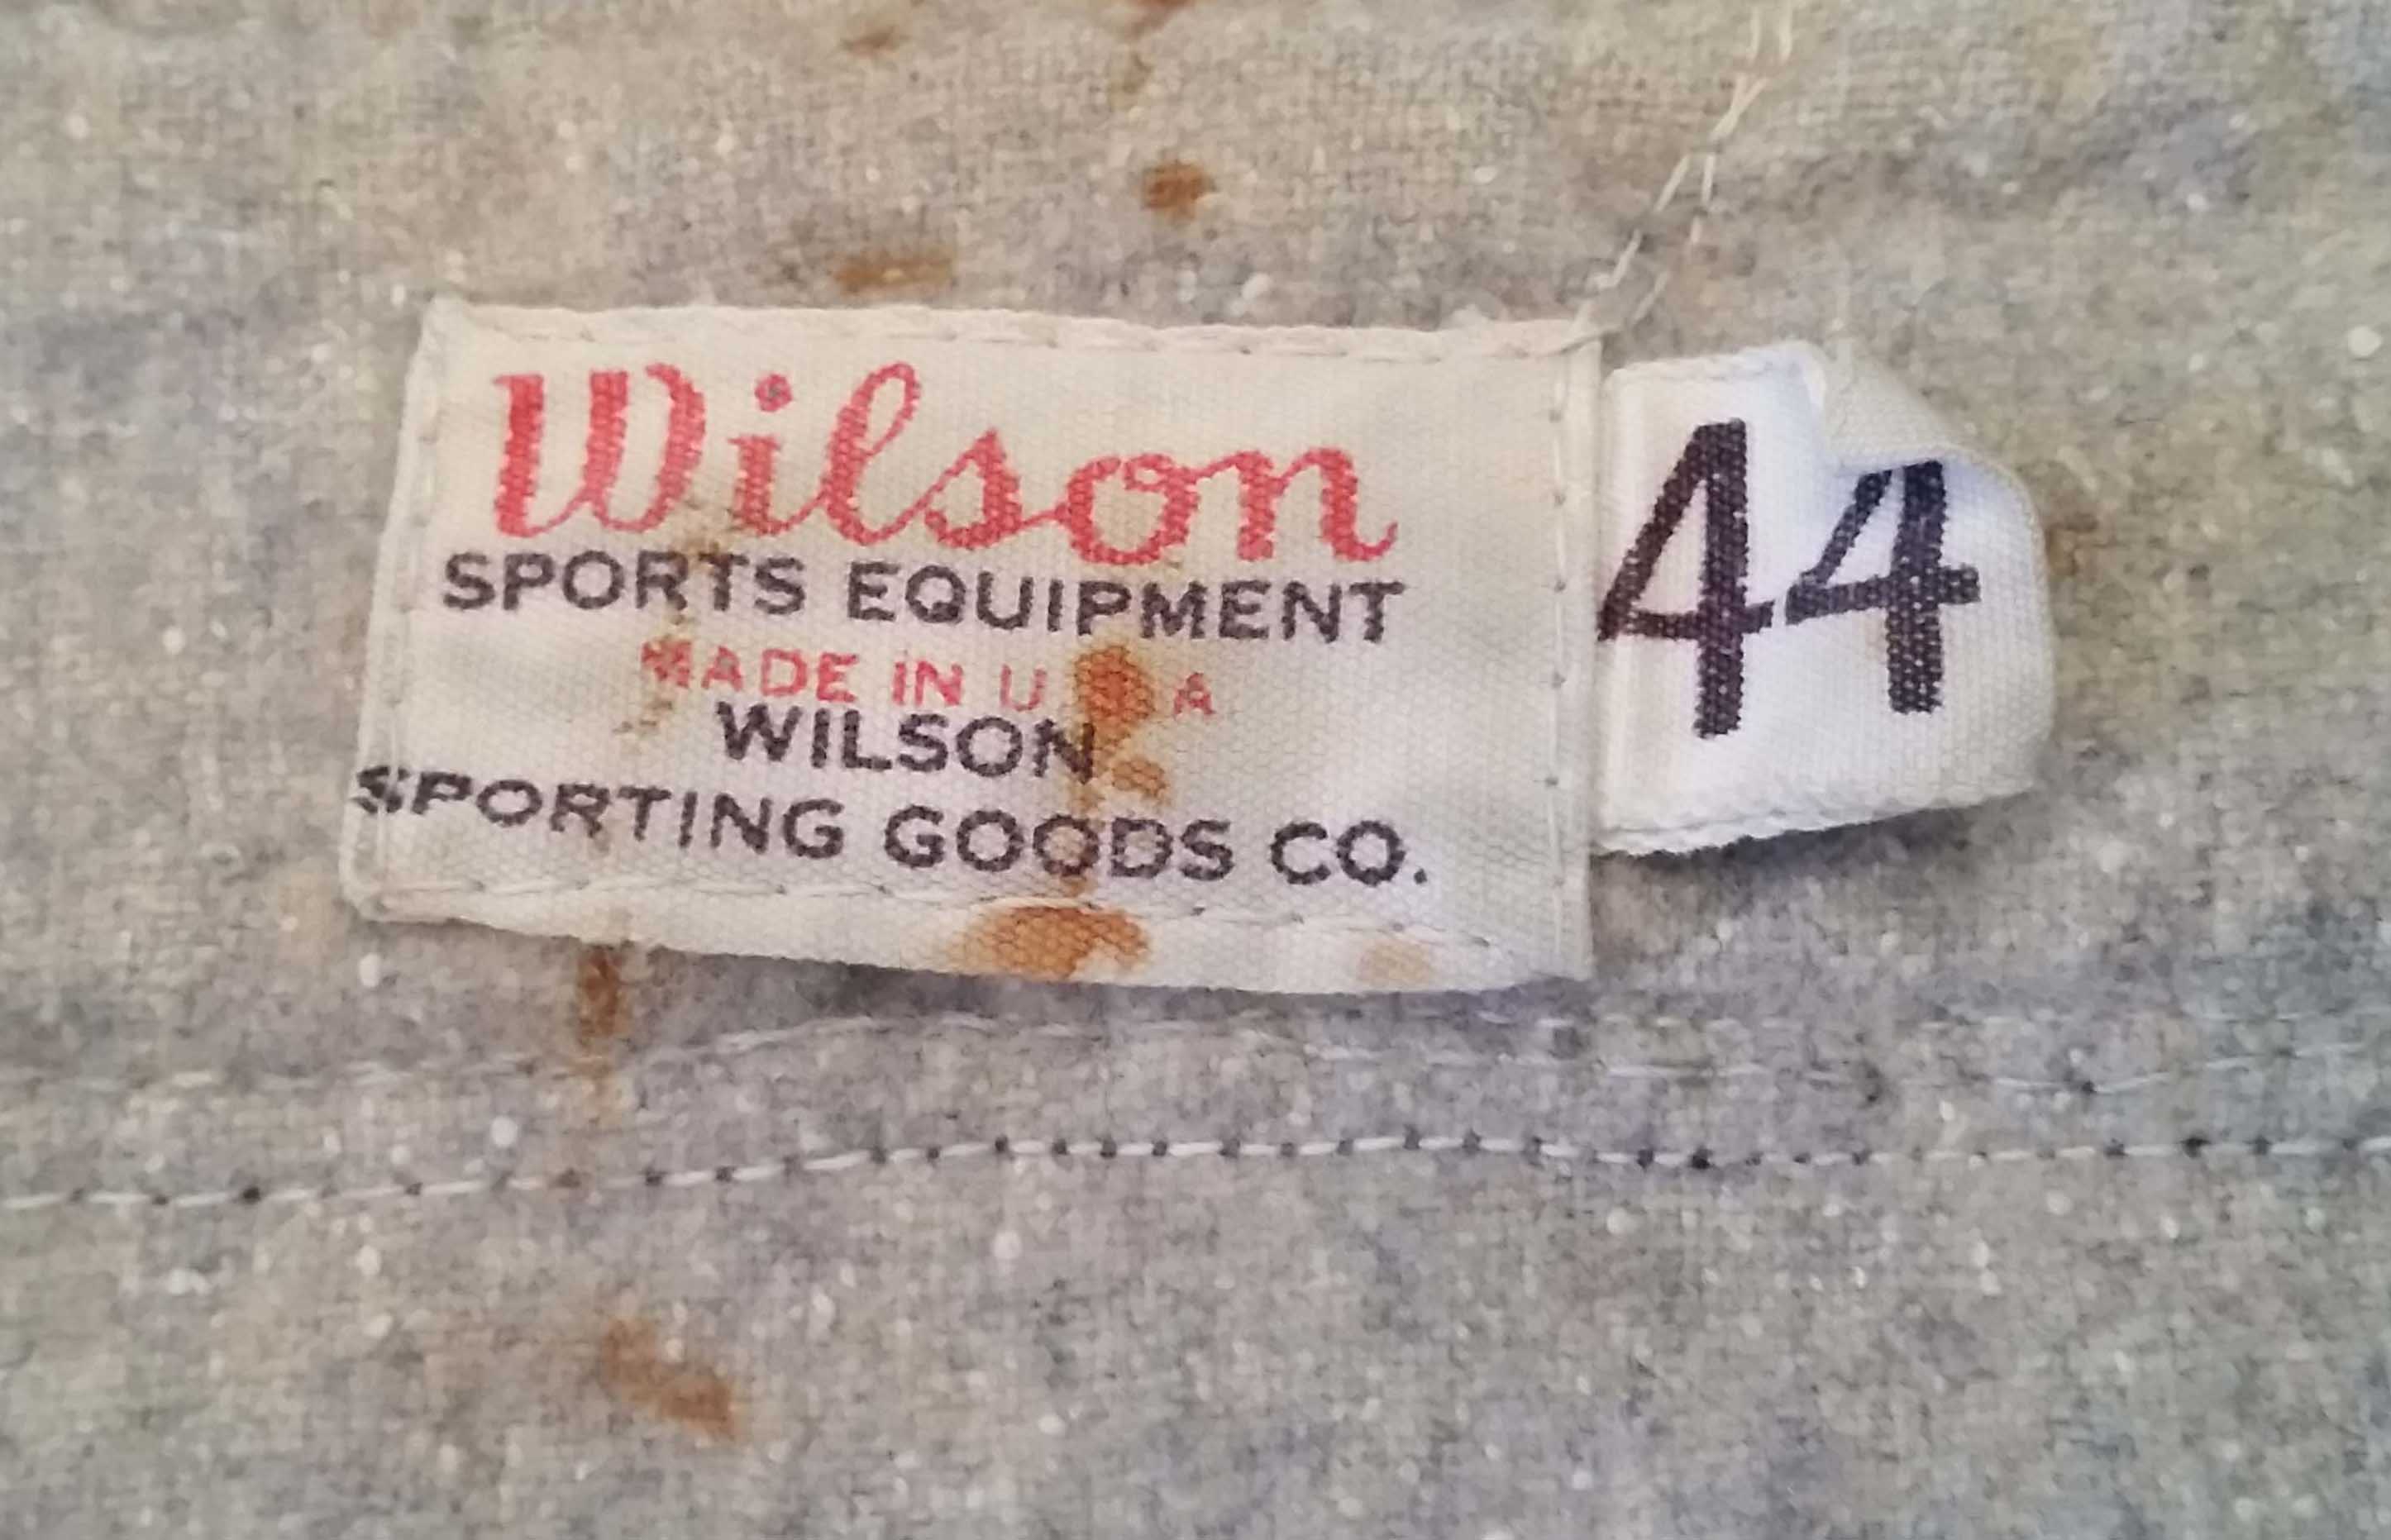 Wilson
SPORTS EQUIPMENT
MADE IN U S A
WILSON
SPORTING GOODS CO.
44